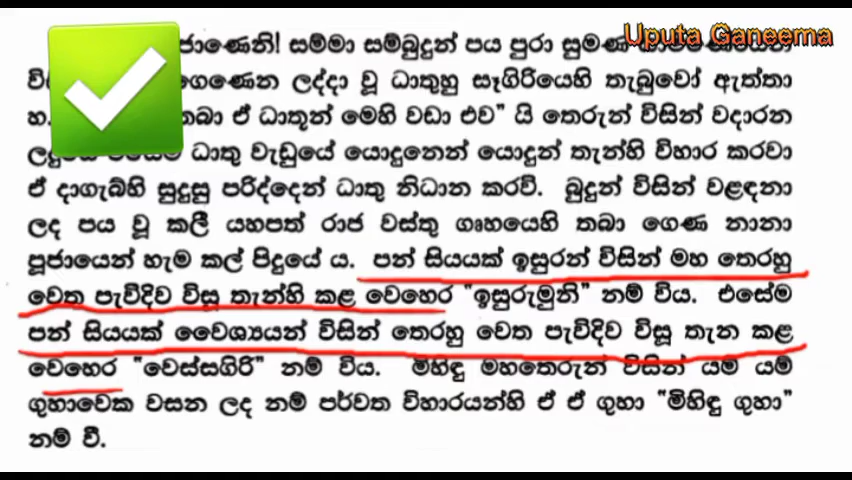 Uputa Ganeema
ජාණෙනි! සම්මා සම්බුදුන් පය පුරා සුමණ
ගෙණෙන ලද්දා වූ ධාතුහු සෑගිරියෙහි තැබුවෝ ඇත්තා
තබා ඒ ධාතූන් මෙහි වඩා එව” යි තෙරුන් විසින් වදාරන
ධාතු වැඩුයේ යොදුනෙන් යොදුන් තැන්හි විහාර කරවා
ඒ දාගැබ්හි සුදුසු පරිද්දෙන් ධාතු නිධාන කරවි. බුදුන් විසින් වළඳනා
ලද පය වූ කලී යහපත් රාජ වස්තු ගෘහයෙහි තබා ගෙණ නානා
පූජායෙන් හැම කල් පිදුයේ ය. පන් සියයක් ඉසුරන් විසින් මහ තෙරහු
වෙත පැවිදිව විසූ තැන්හි කළ වෙහෙර “ඉසුරුමුනි” නම් විය. එසේම
පන් සියයක් වෛශ්‍යයන් විසින් තෙරහු වෙත පැවිදිව විසූ තැන කළ
වෙහෙර “වෙස්සගිරි” නම් විය. මිහිඳු මහතෙරුන් විසින් යම් යම්
ගුහාවෙක වසන ලද නම් පර්වත විහාරයන්හි ඒ ඒ ගුහා “මිහිඳු ගුහා”
නම් වී.